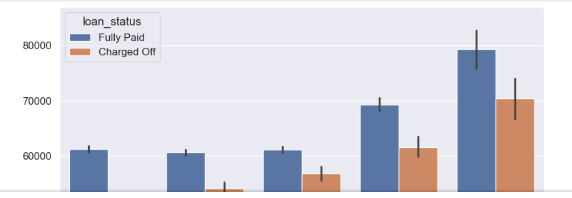 loan_status
Fully Paid
Charged Off
80000
70000
60000